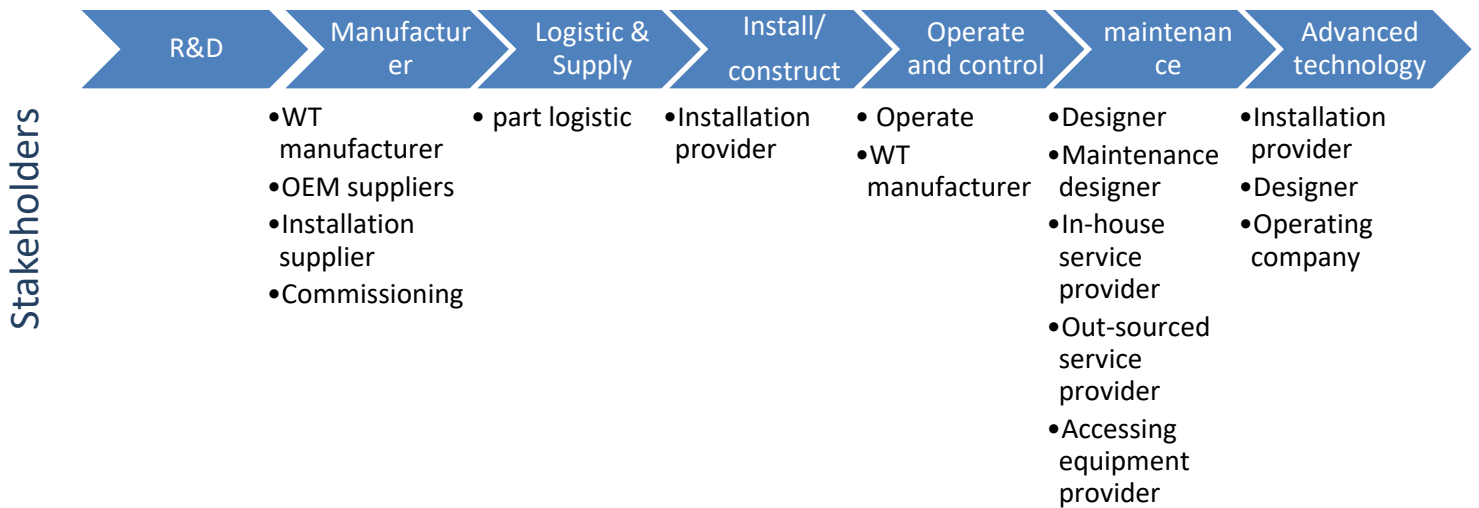 R&D
Manufactur
er
Logistic &
Supply
Install/
construct
Operate
and control
maintenan
ce
Advanced
technology
Stakeholders
•WT
manufacturer
•OEM suppliers
•Installation
supplier
•Commissioning
• part logistic
•Installation
provider
• Operate
•WT
manufacturer
•Designer
•Maintenance
designer
•In-house
service
provider
•Out-sourced
service
provider
•Accessing
equipment
provider
•Installation
provider
•Designer
•Operating
company